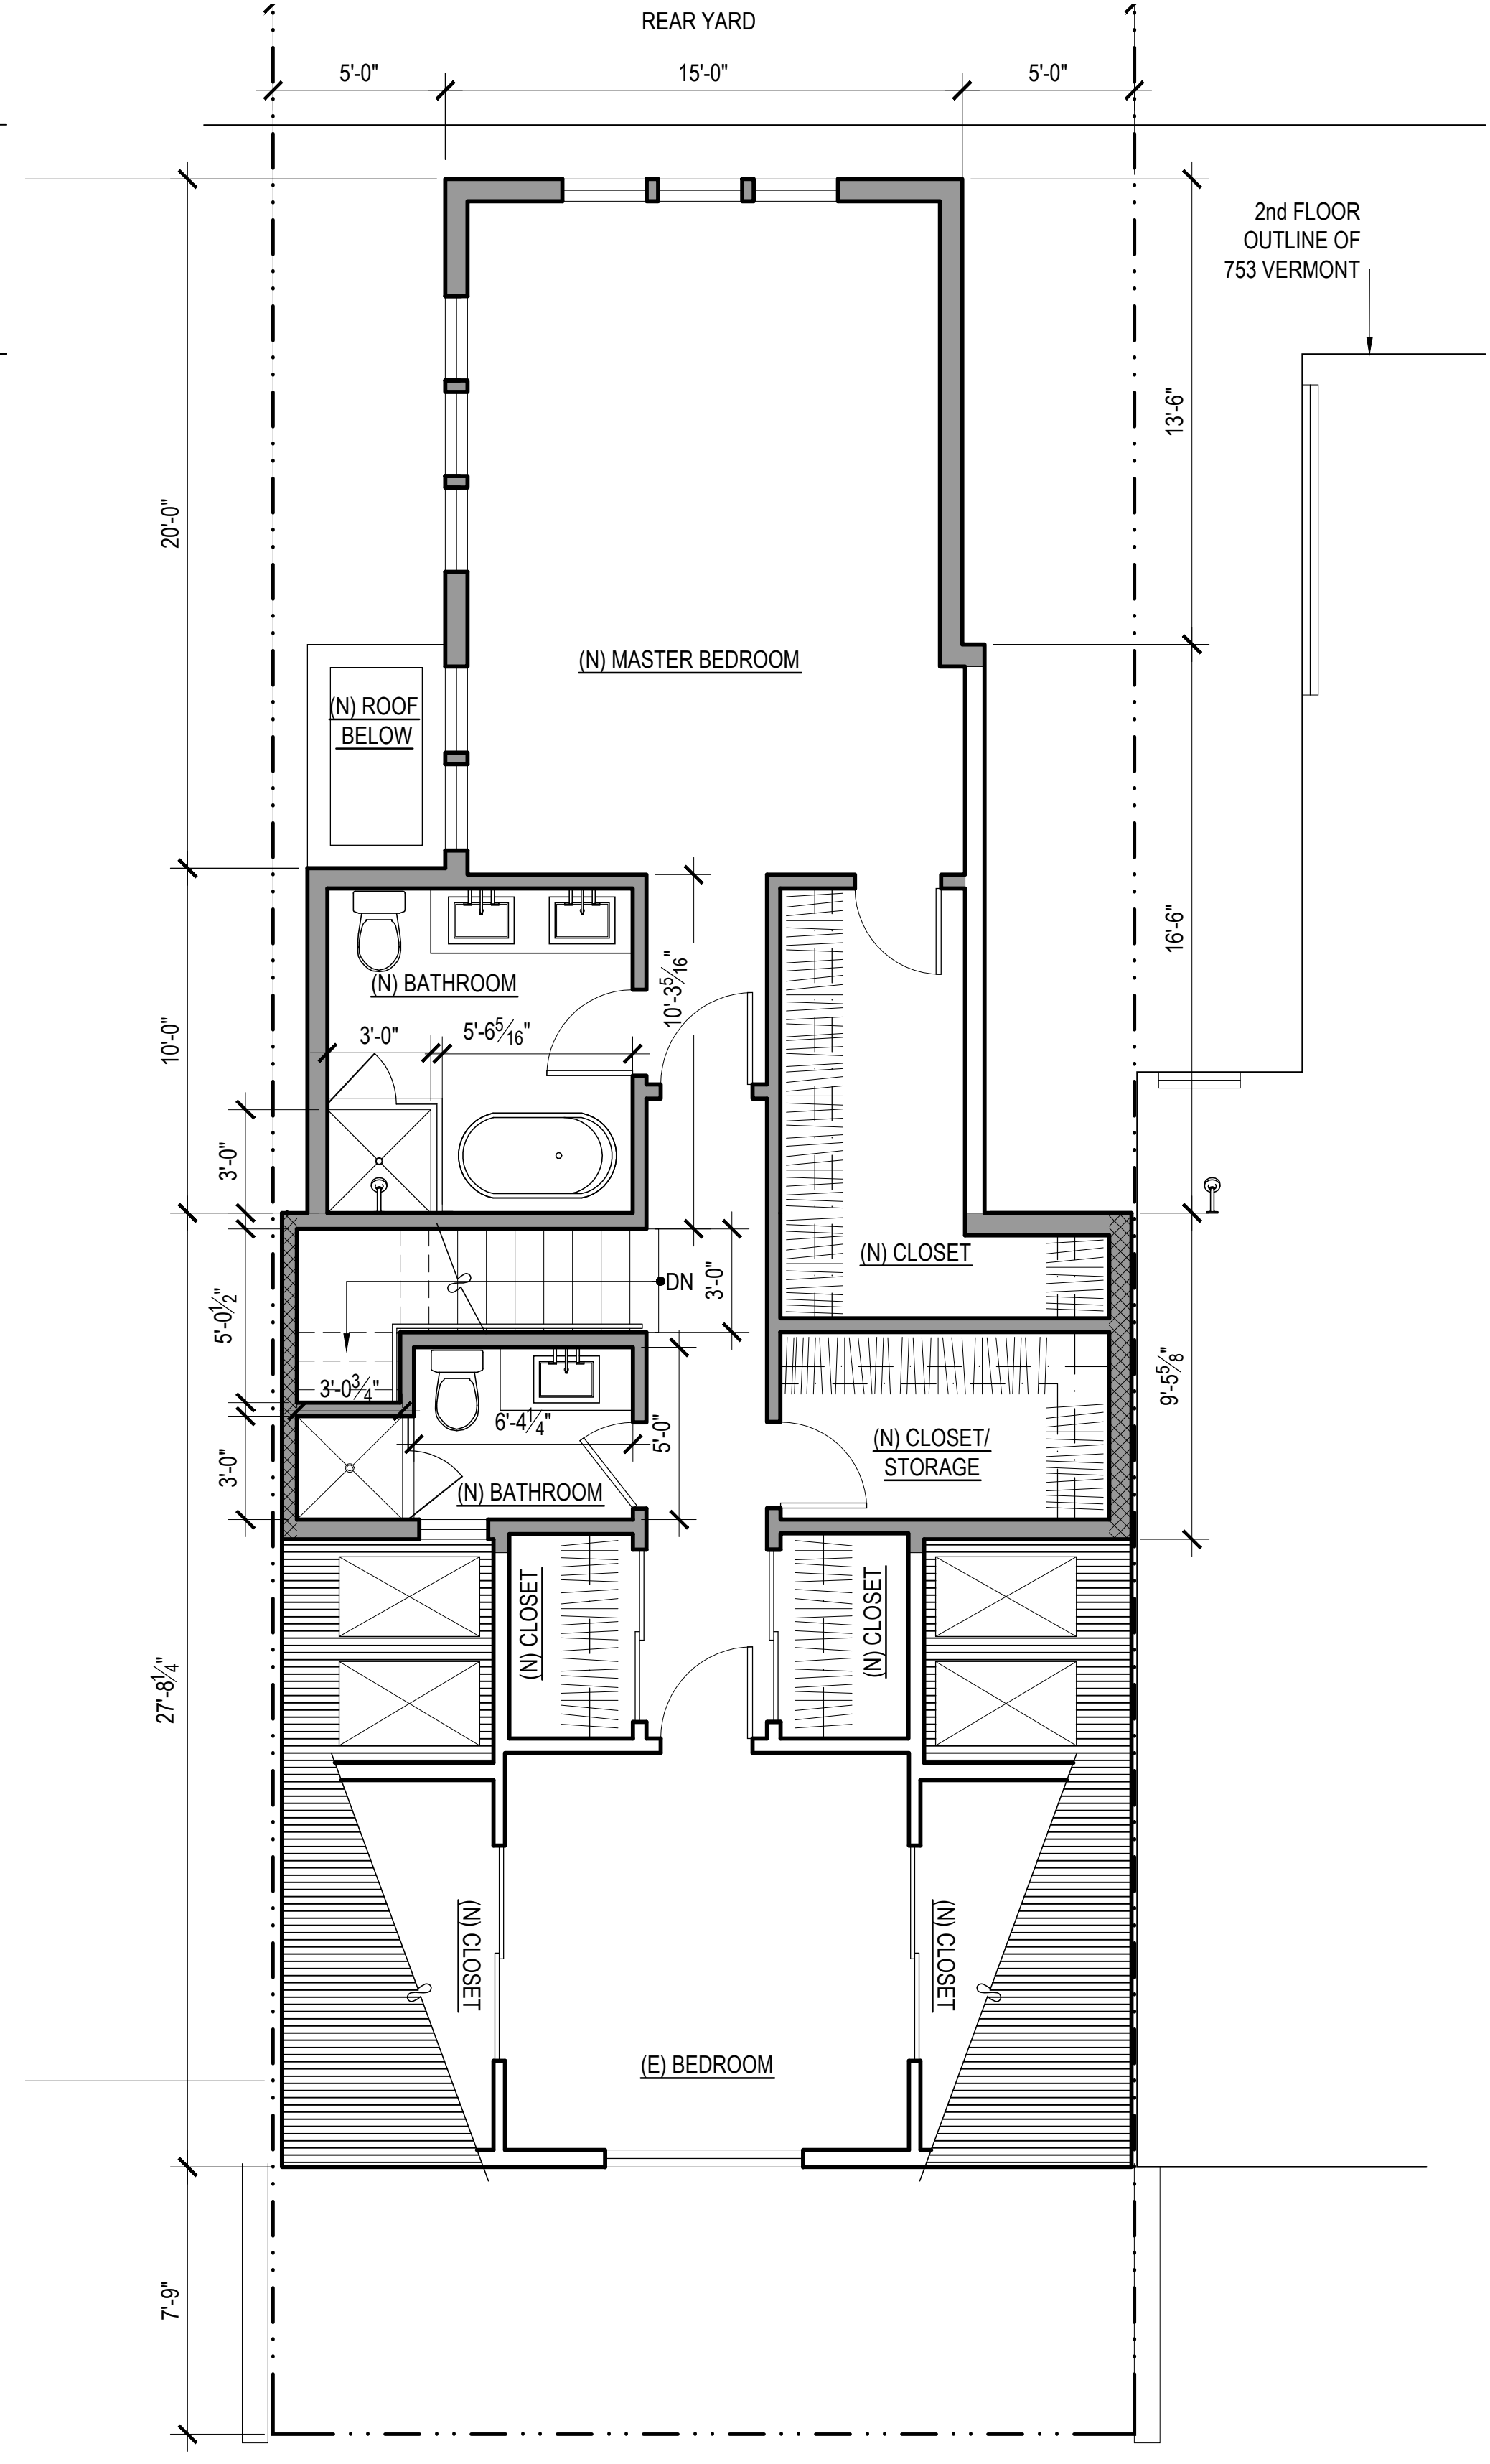 REAR YARD
5'-0"
15'-0"
5'-0"
2nd FLOOR
OUTLINE OF
753 VERMONT
13'-6"
20'-0"
(N) MASTER BEDROOM
(N) ROOF
BELOW
16'-6"
(N) BATHROOM
10'-3 5/16"
10'-0"
3'-0"
5'-6 5/16"
3'-0"
(N) CLOSET
DN
3'-0"
5'-0 1/2"
9'-5 5/8"
3'-0 3/4"
6'-4 1/4"
5'-0"
(N) CLOSET/
STORAGE
3'-0"
(N) BATHROOM
(N) CLOSET
(N) CLOSET
27'-8 1/4"
(N) CLOSET
(N) CLOSET
(E) BEDROOM
7'-9"